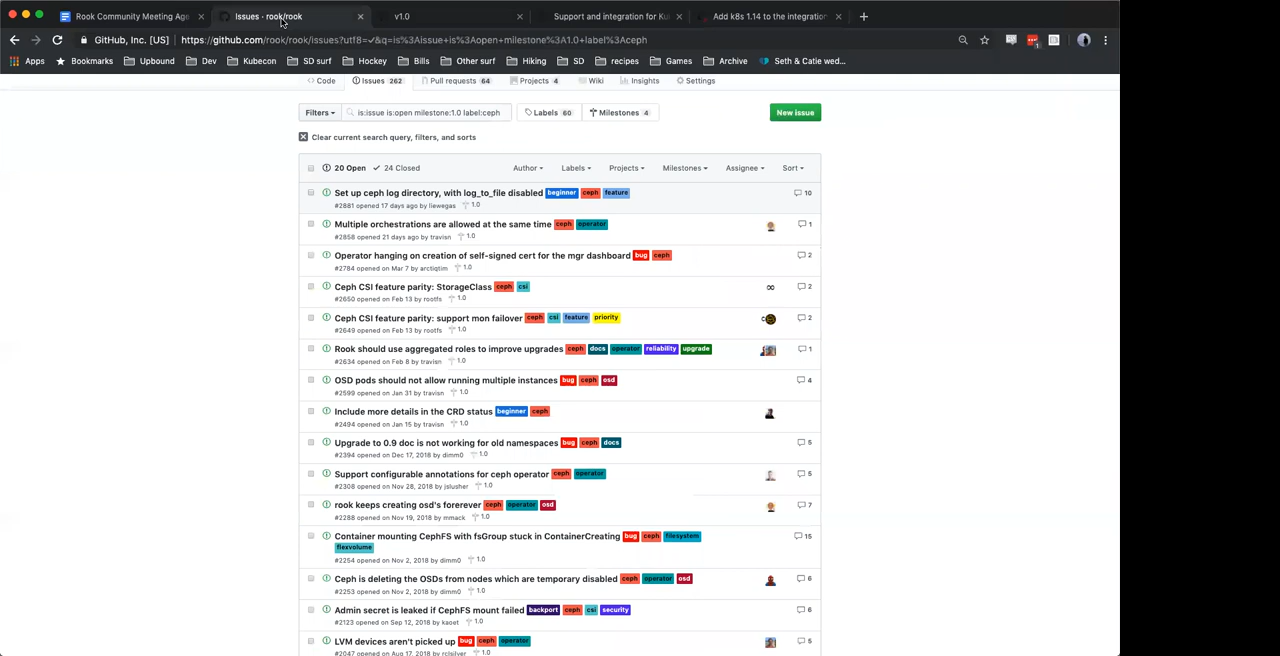 Rook Community Meeting Age
Issues · rook/rook
v1.0
Support and integration for Ku
Add k8s 1.14 to the integration
GitHub, Inc. [US] | https://github.com/rook/rook/issues?utf8=✓&q=is%3Aissue+is%3Aopen+milestone%3A1.0+label%3Aceph
Apps Bookmarks Upbound Dev Kubecon SD surf Hockey Bills Other surf Hiking SD recipes Games Archive Seth & Catie wed...
Code Issues 262 Pull requests 64 Projects 4 Wiki Insights Settings
Filters is:issue is:open milestone:1.0 label:ceph Labels 60 Milestones 4 New issue
Clear current search query, filters, and sorts
20 Open ✓ 24 Closed Author Labels Projects Milestones Assignee Sort
Set up ceph log directory, with log_to_file disabled beginner ceph feature 10
#2881 opened 17 days ago by liewegas 1.0
Multiple orchestrations are allowed at the same time ceph operator 1
#2858 opened 21 days ago by travisn 1.0
Operator hanging on creation of self-signed cert for the mgr dashboard bug ceph 2
#2784 opened on Mar 7 by arctiqtim 1.0
Ceph CSI feature parity: StorageClass ceph csi 2
#2650 opened on Feb 13 by rootfs 1.0
Ceph CSI feature parity: support mon failover ceph csi feature priority 2
#2649 opened on Feb 13 by rootfs 1.0
Rook should use aggregated roles to improve upgrades ceph docs operator reliability upgrade 1
#2634 opened on Feb 8 by travisn 1.0
OSD pods should not allow running multiple instances bug ceph osd 4
#2599 opened on Jan 31 by travisn 1.0
Include more details in the CRD status beginner ceph
#2494 opened on Jan 15 by travisn 1.0
Upgrade to 0.9 doc is not working for old namespaces bug ceph docs 5
#2394 opened on Dec 17, 2018 by dimm0 1.0
Support configurable annotations for ceph operator ceph operator 5
#2308 opened on Nov 28, 2018 by jslusher 1.0
rook keeps creating osd's forerever ceph operator osd 7
#2288 opened on Nov 19, 2018 by mmack 1.0
Container mounting CephFS with fsGroup stuck in ContainerCreating bug ceph filesystem 15
flexvolume
#2254 opened on Nov 2, 2018 by dimm0 1.0
Ceph is deleting the OSDs from nodes which are temporary disabled ceph operator osd 6
#2253 opened on Nov 2, 2018 by dimm0 1.0
Admin secret is leaked if CephFS mount failed backport ceph csi security 6
#2123 opened on Sep 12, 2018 by kaoet 1.0
LVM devices aren't picked up bug ceph operator 5
#2047 opened on Aug 17, 2018 by rclsilver 1.0